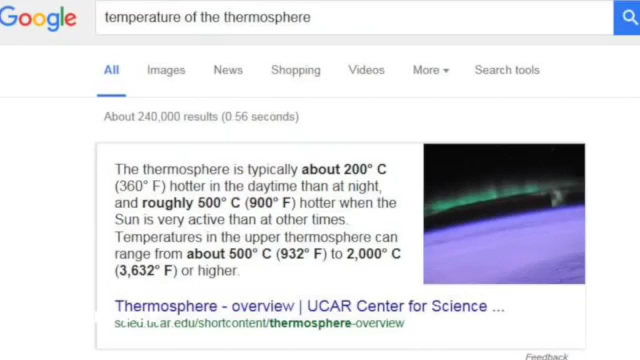 Google
temperature of the thermosphere
All Images News Shopping Videos More Search tools
About 240,000 results (0.56 seconds)
The thermosphere is typically about 200° C
(360° F) hotter in the daytime than at night,
and roughly 500° C (900° F) hotter when the
Sun is very active than at other times.
Temperatures in the upper thermosphere can
range from about 500° C (932° F) to 2,000° C
(3,632° F) or higher.
Thermosphere - overview | UCAR Center for Science ...
scied.ucar.edu/shortcontent/thermosphere-overview
Feedback